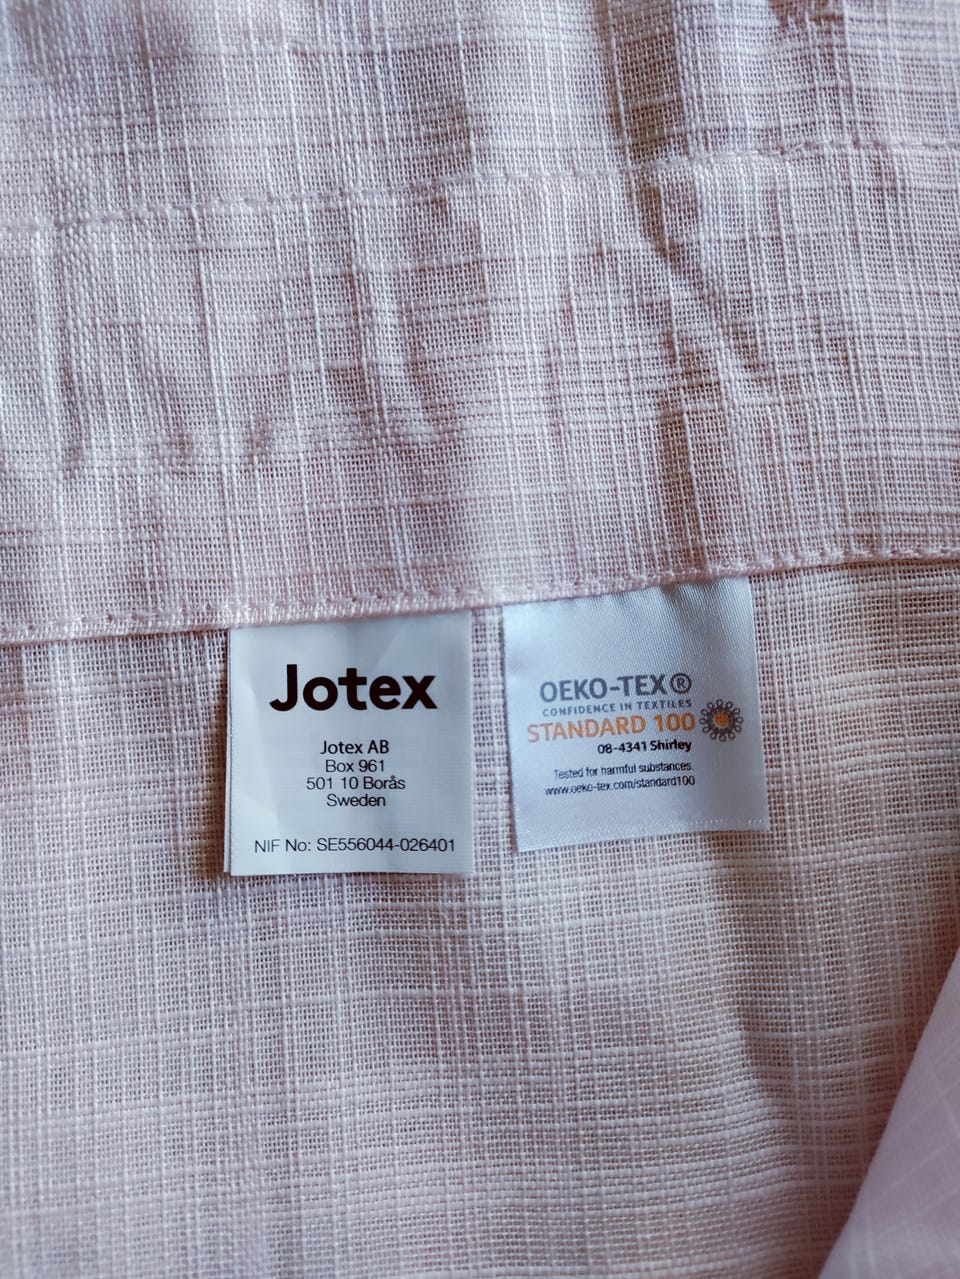 Jotex
Jotex AB
Box 961
501 10 Borås
Sweden
NIF No: SE556044-026401
OEKO-TEX®
CONFIDENCE IN TEXTILES
STANDARD 100
08-4341 Shirley
Tested for harmful substances.
www.oeko-tex.com/standard100